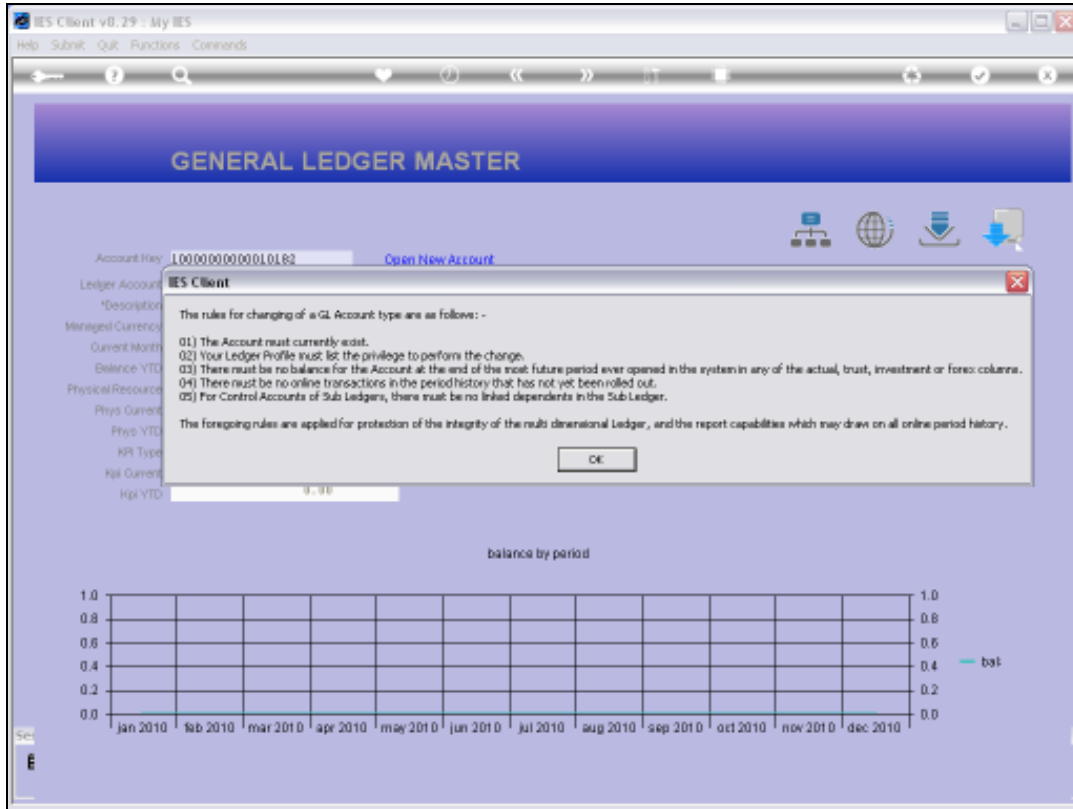 IES Client v8.29 : My IES
Help Submit Quit Functions Commands
GENERAL LEDGER MASTER
Account Key 1000000000010182 Open New Account
Ledger Account
*Description
Managed Currency
Current Month
Balance YTD
Physical Resource
Phys Current
Phys YTD
KPI Type
Kpi Current
Kpi YTD 0.00
IES Client
The rules for changing of a GL Account type are as follows: -
01) The Account must currently exist.
02) Your Ledger Profile must list the privilege to perform the change.
03) There must be no balance for the Account at the end of the most future period ever opened in the system in any of the actual, trust, investment or forex columns.
04) There must be no online transactions in the period history that has not yet been rolled out.
05) For Control Accounts of Sub Ledgers, there must be no linked dependents in the Sub Ledger.
The foregoing rules are applied for protection of the integrity of the multi dimensional Ledger, and the report capabilities which may draw on all online period history.
OK
balance by period
1.0 1.0
0.8 0.8
0.6 0.6
0.4 0.4 bal
0.2 0.2
0.0 0.0
jan 2010 feb 2010 mar 2010 apr 2010 may 2010 jun 2010 jul 2010 aug 2010 sep 2010 oct 2010 nov 2010 dec 2010